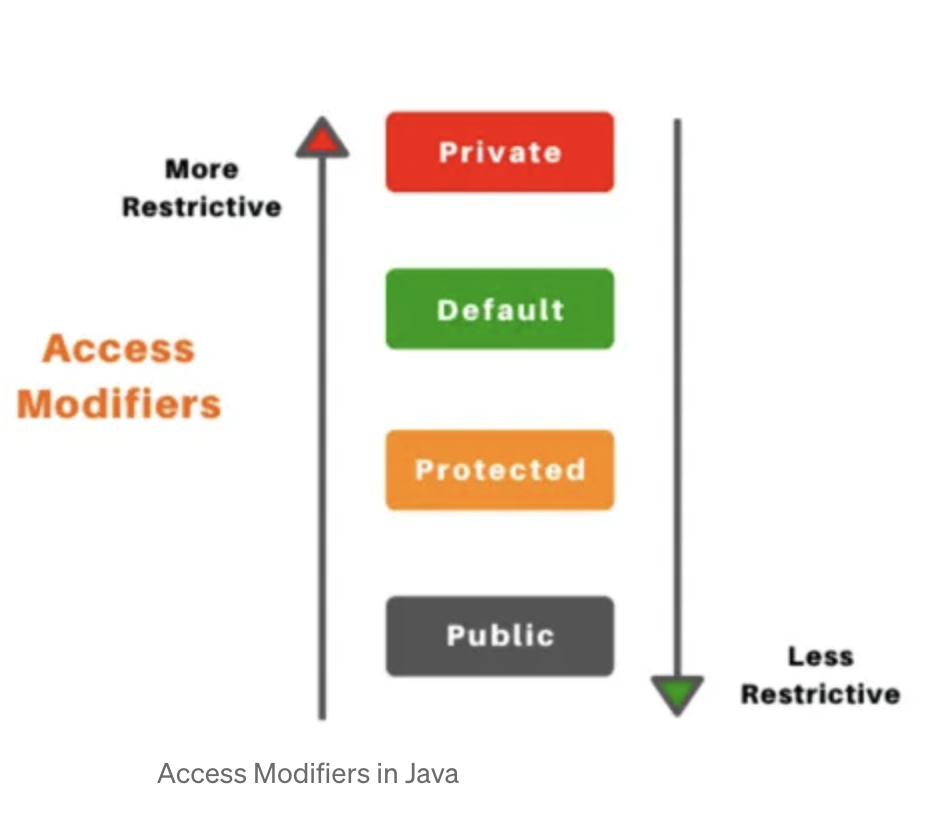 Private
More
Restrictive
Default
Access
Modifiers
Protected
Public
Less
Restrictive
Access Modifiers in Java